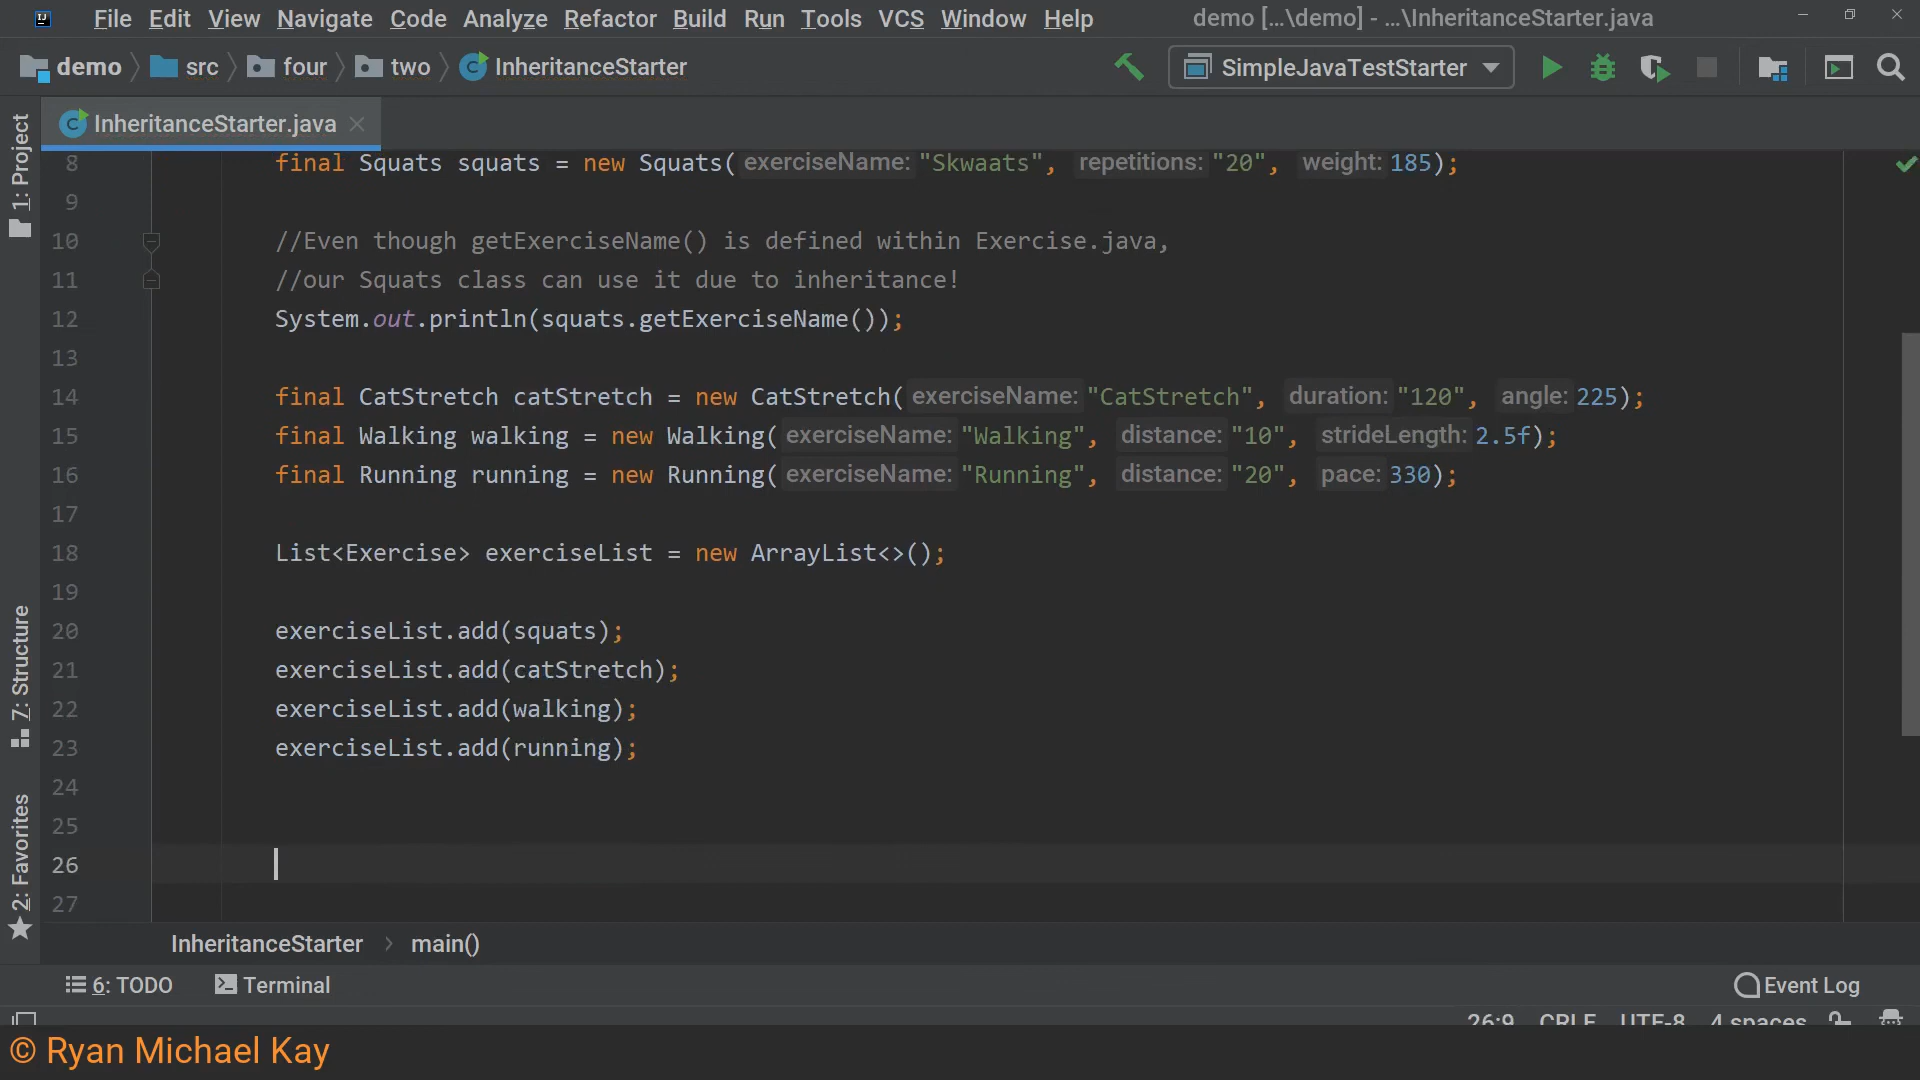 File Edit View Navigate Code Analyze Refactor Build Run Tools VCS Window Help demo [...\demo] - ...\InheritanceStarter.java
demo src four two InheritanceStarter SimpleJavaTestStarter
InheritanceStarter.java
1: Project
7: Structure
2: Favorites
8 final Squats squats = new Squats( exerciseName: "Skwaats", repetitions: "20", weight: 185);
9
10 //Even though getExerciseName() is defined within Exercise.java,
11 //our Squats class can use it due to inheritance!
12 System.out.println(squats.getExerciseName());
13
14 final CatStretch catStretch = new CatStretch( exerciseName: "CatStretch", duration: "120", angle: 225);
15 final Walking walking = new Walking( exerciseName: "Walking", distance: "10", strideLength: 2.5f);
16 final Running running = new Running( exerciseName: "Running", distance: "20", pace: 330);
17
18 List<Exercise> exerciseList = new ArrayList<>();
19
20 exerciseList.add(squats);
21 exerciseList.add(catStretch);
22 exerciseList.add(walking);
23 exerciseList.add(running);
24
25
26
27
InheritanceStarter main()
6: TODO Terminal Event Log
26:9 CRLF UTF-8 4 spaces
© Ryan Michael Kay